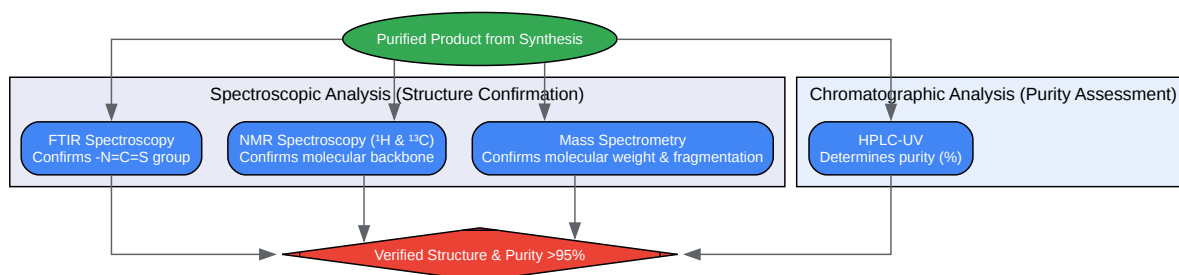 Purified Product from Synthesis
Spectroscopic Analysis (Structure Confirmation)
Chromatographic Analysis (Purity Assessment)
FTIR Spectroscopy
Confirms -N=C=S group
NMR Spectroscopy (¹H & ¹³C)
Confirms molecular backbone
Mass Spectrometry
Confirms molecular weight & fragmentation
HPLC-UV
Determines purity (%)
Verified Structure & Purity >95%